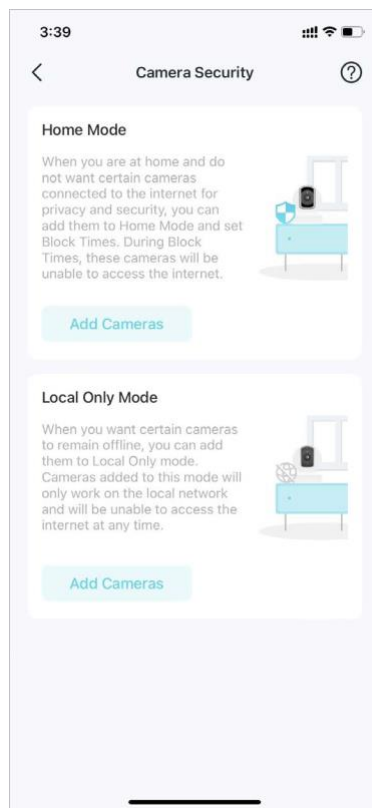 3:39
Camera Security
Home Mode
When you are at home and do
not want certain cameras
connected to the internet for
privacy and security, you can
add them to Home Mode and set
Block Times. During Block
Times, these cameras will be
unable to access the internet.
Add Cameras
Local Only Mode
When you want certain cameras
to remain offline, you can add
them to Local Only mode.
Cameras added to this mode will
only work on the local network
and will be unable to access the
internet at any time.
Add Cameras